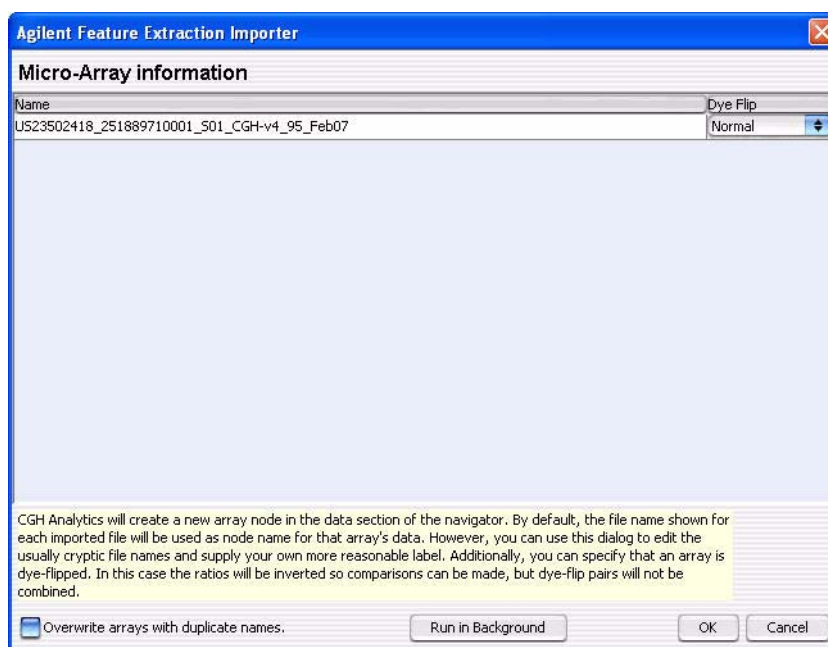 Agilent Feature Extraction Importer
Micro-Array information
Name Dye Flip
US23502418_251889710001_S01_CGH-v4_95_Feb07 Normal
CGH Analytics will create a new array node in the data section of the navigator. By default, the file name shown for
each imported file will be used as node name for that array's data. However, you can use this dialog to edit the
usually cryptic file names and supply your own more reasonable label. Additionally, you can specify that an array is
dye-flipped. In this case the ratios will be inverted so comparisons can be made, but dye-flip pairs will not be
combined.
Overwrite arrays with duplicate names. Run in Background OK Cancel